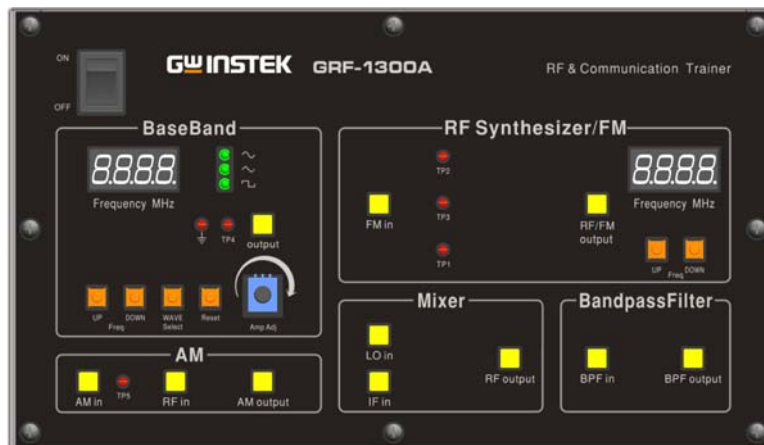 ON
OFF
GW INSTEK GRF-1300A
RF & Communication Trainer
BaseBand
8.8.8.8.
Frequency MHz
TP4
output
UP
DOWN
Freq
WAVE
Select
Reset
Amp Adj
RF Synthesizer/FM
TP2
FM in
TP3
TP1
RF/FM
output
8.8.8.8.
Frequency MHz
UP
DOWN
Freq
AM
AM in
TP5
RF in
AM output
Mixer
LO in
IF in
RF output
BandpassFilter
BPF in
BPF output